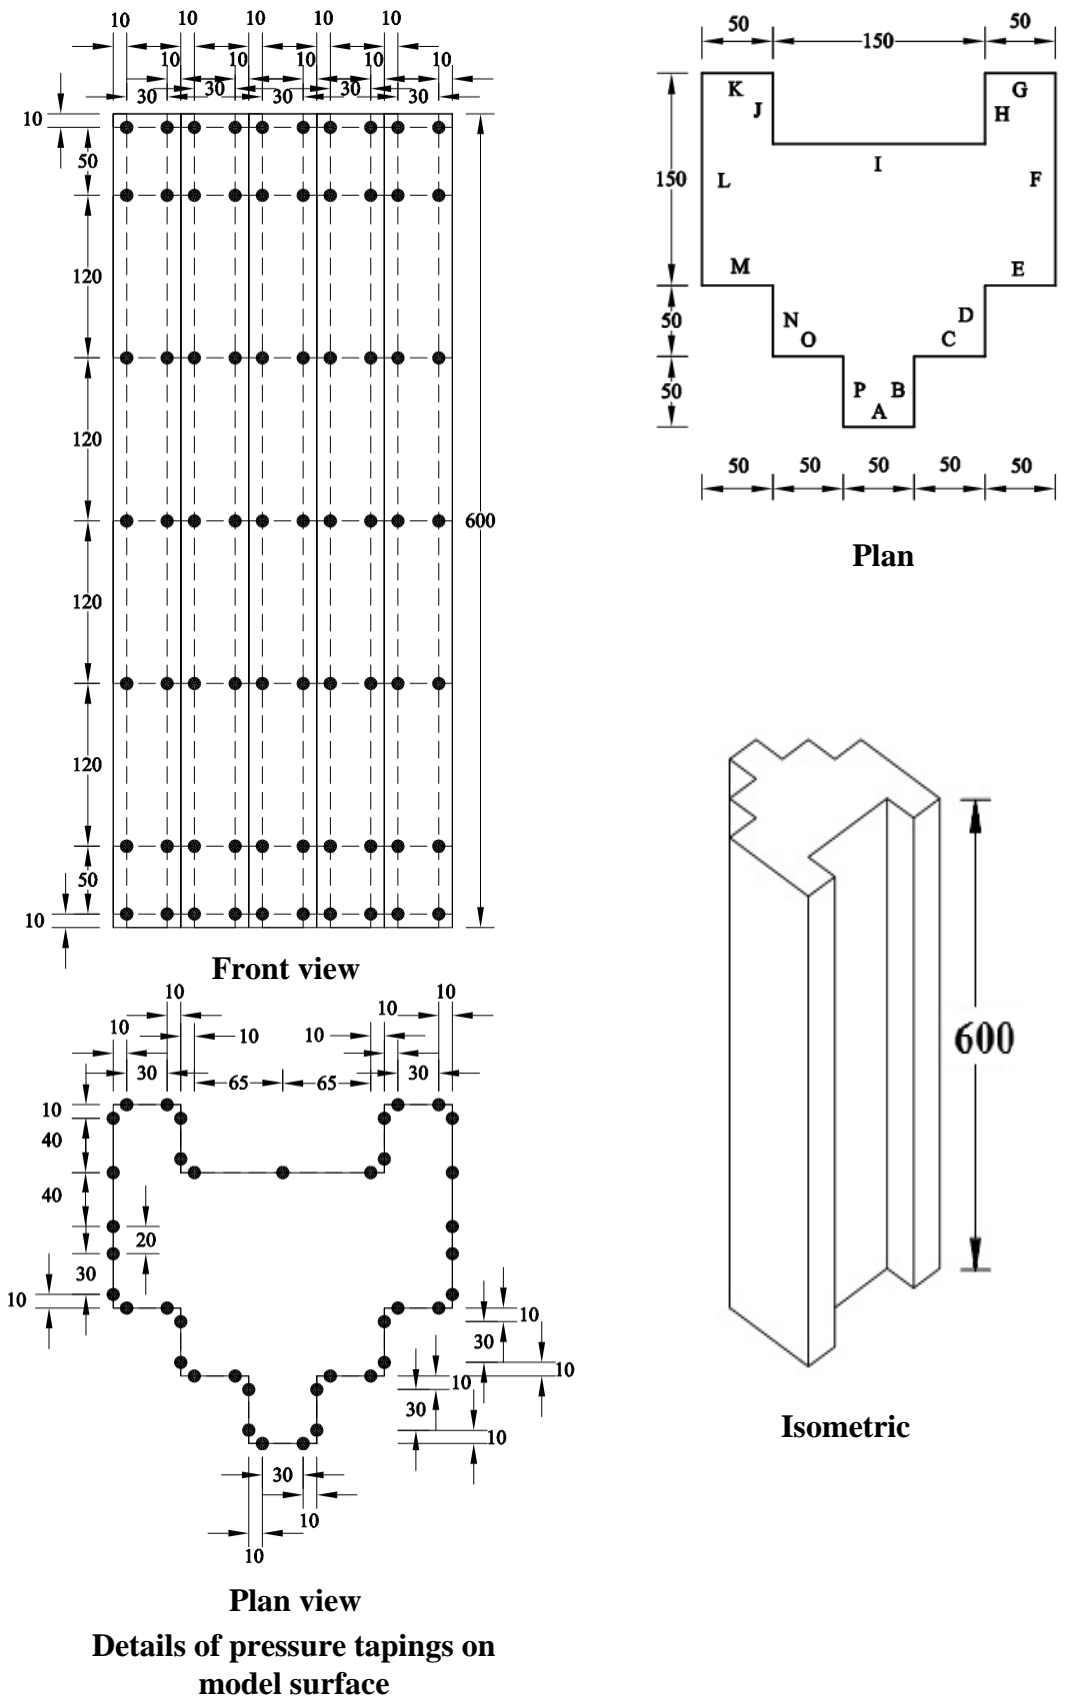 10 10 10 10 10
10 10 10 10 10
30 30 30 30 30
10
50
120
120
120
120
50
10
600
Front view
50 150 50
K J G H
I
L F
M E
N O D C
P B
A
150
50
50
50 50 50 50 50
Plan
600
Isometric
10 10
10 10 10 10
10
30 65 65 30
10
40
40
20
30
10
10
30
10
10
30
10
30
10
10
Plan view
Details of pressure tapings on
model surface